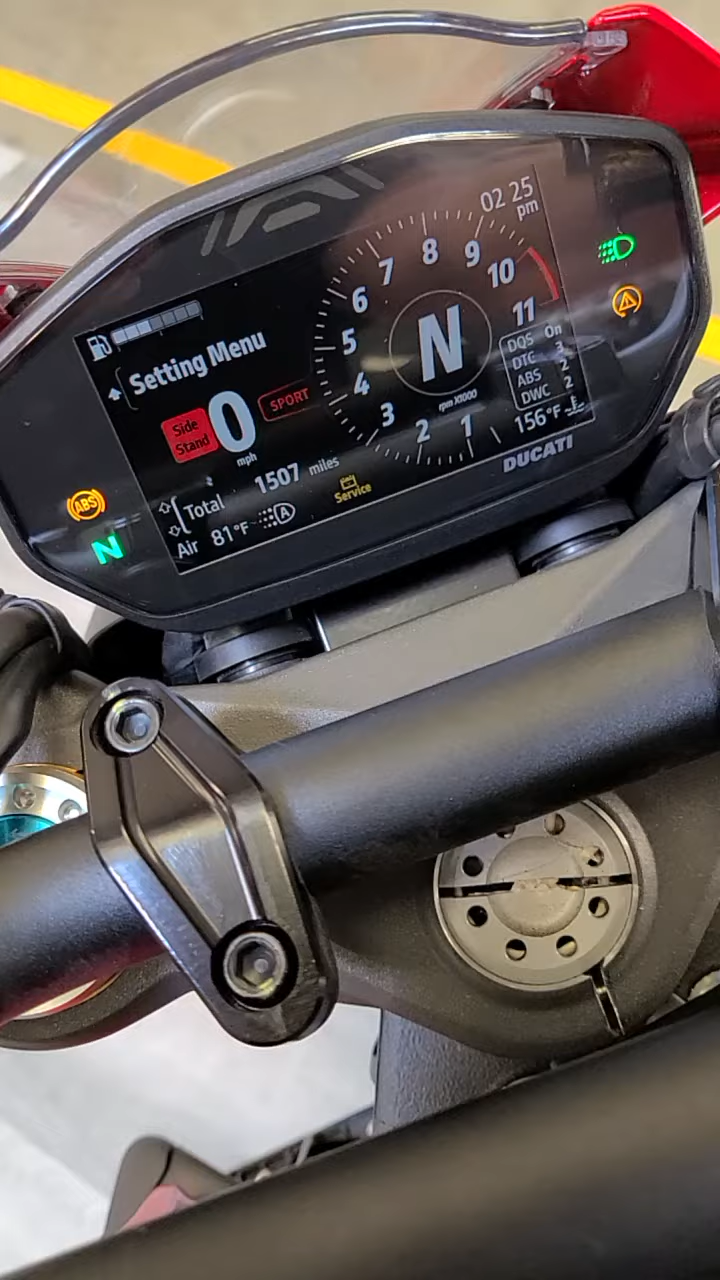 02 25
pm
Setting Menu
Side
Stand
0
mph
SPORT
1
2
3
4
5
6
7
8
9
10
11
N
rpm X1000
DQS On
DTC 3
ABS 2
DWC 2
156°F
DUCATI
Total 1507 miles
Service
Air 81°F
A
ABS
N